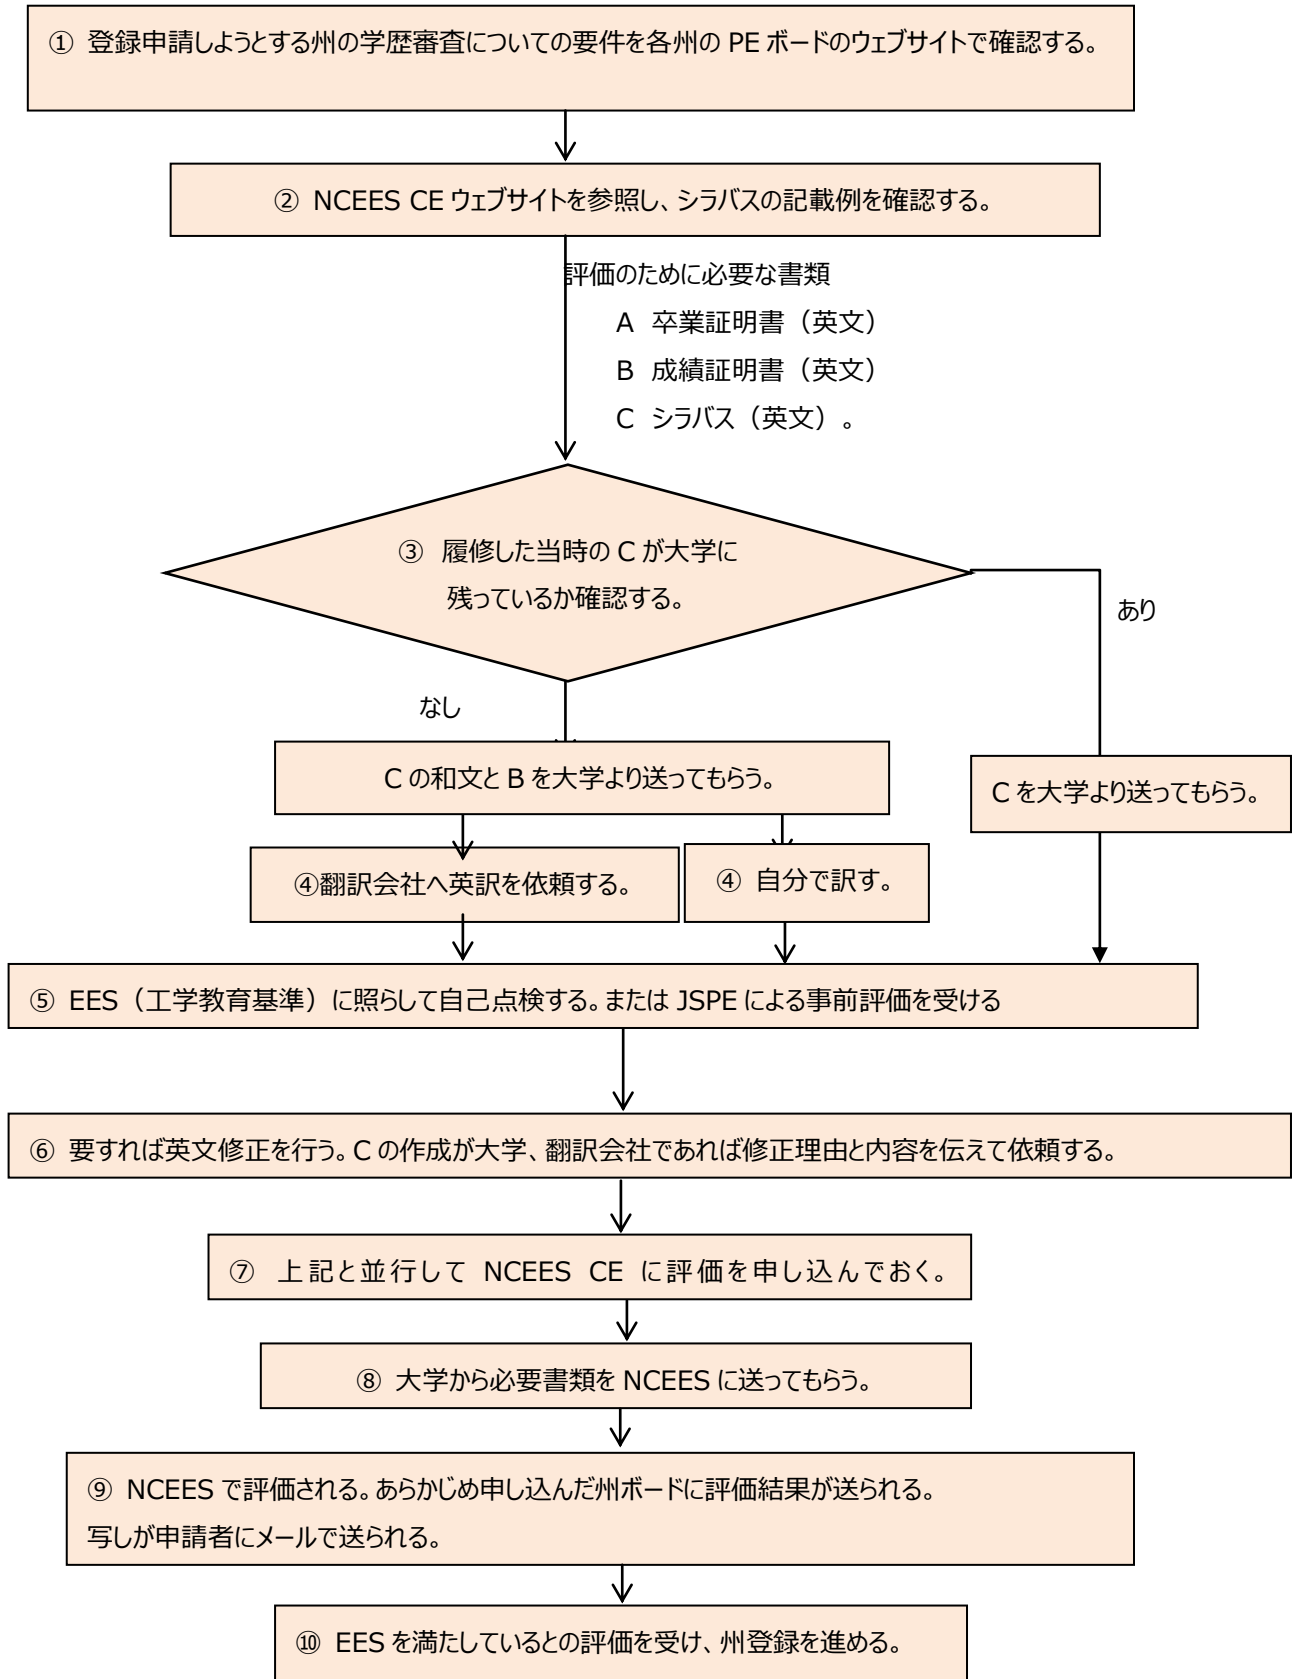 ① 登録申請しようとする州の学歴審査についての要件を各州の PE ボードのウェブサイトで確認する。
② NCEES CE ウェブサイトを参照し、シラバスの記載例を確認する。
評価のために必要な書類
A 卒業証明書（英文）
B 成績証明書（英文）
C シラバス（英文）。
③ 履修した当時の C が大学に
残っているか確認する。
あり
なし
C の和文と B を大学より送ってもらう。
C を大学より送ってもらう。
④翻訳会社へ英訳を依頼する。
④ 自分で訳す。
⑤ EES（工学教育基準）に照らして自己点検する。または JSPE による事前評価を受ける
⑥ 要すれば英文修正を行う。C の作成が大学、翻訳会社であれば修正理由と内容を伝えて依頼する。
⑦ 上記と並行して NCEES CE に評価を申し込んでおく。
⑧ 大学から必要書類を NCEES に送ってもらう。
⑨ NCEES で評価される。あらかじめ申し込んだ州ボードに評価結果が送られる。
写しが申請者にメールで送られる。
⑩ EES を満たしているとの評価を受け、州登録を進める。